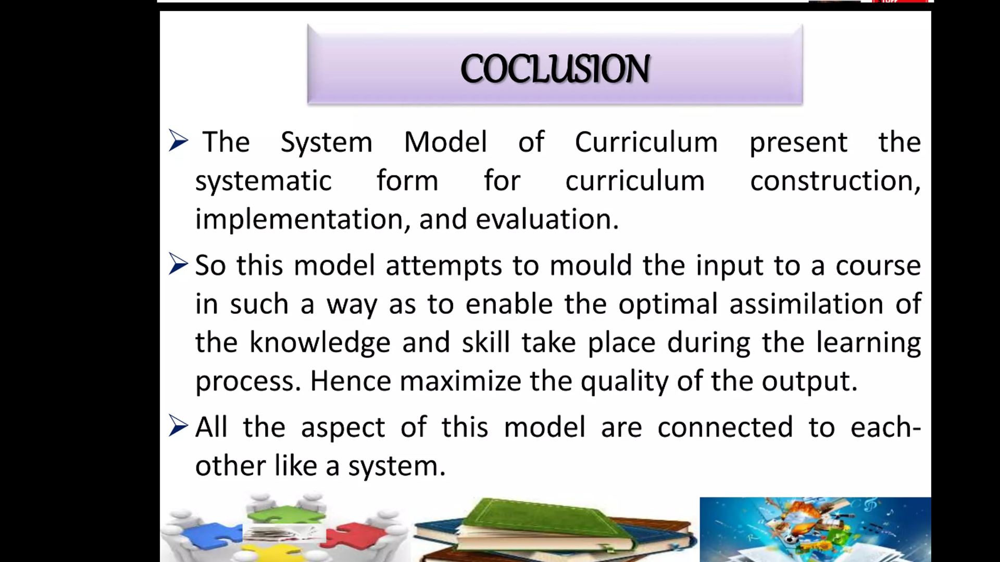 COCLUSION
The System Model of Curriculum present the
systematic form for curriculum construction,
implementation, and evaluation.
So this model attempts to mould the input to a course
in such a way as to enable the optimal assimilation of
the knowledge and skill take place during the learning
process. Hence maximize the quality of the output.
All the aspect of this model are connected to each-
other like a system.